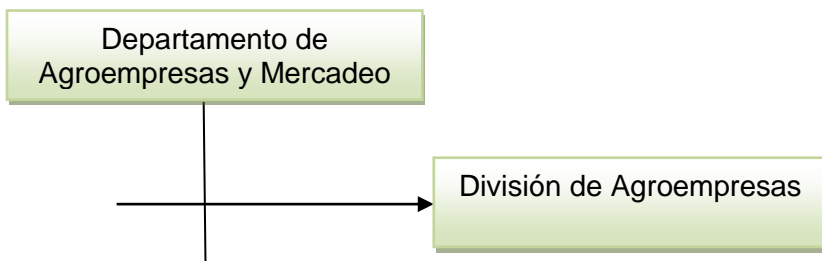 Departamento de
Agroempresas y Mercadeo
División de Agroempresas